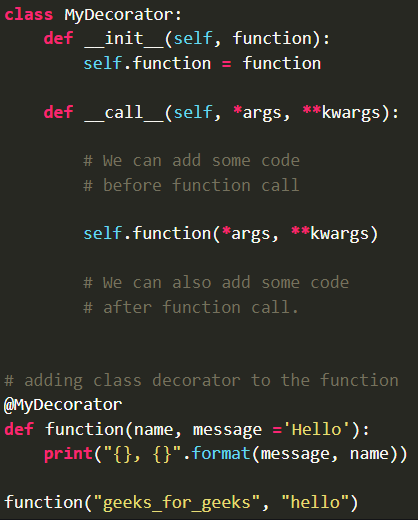 class MyDecorator:
    def __init__(self, function):
        self.function = function

    def __call__(self, *args, **kwargs):

        # We can add some code
        # before function call

        self.function(*args, **kwargs)

        # We can also add some code
        # after function call.


# adding class decorator to the function
@MyDecorator
def function(name, message ='Hello'):
    print("{}, {}".format(message, name))

function("geeks_for_geeks", "hello")